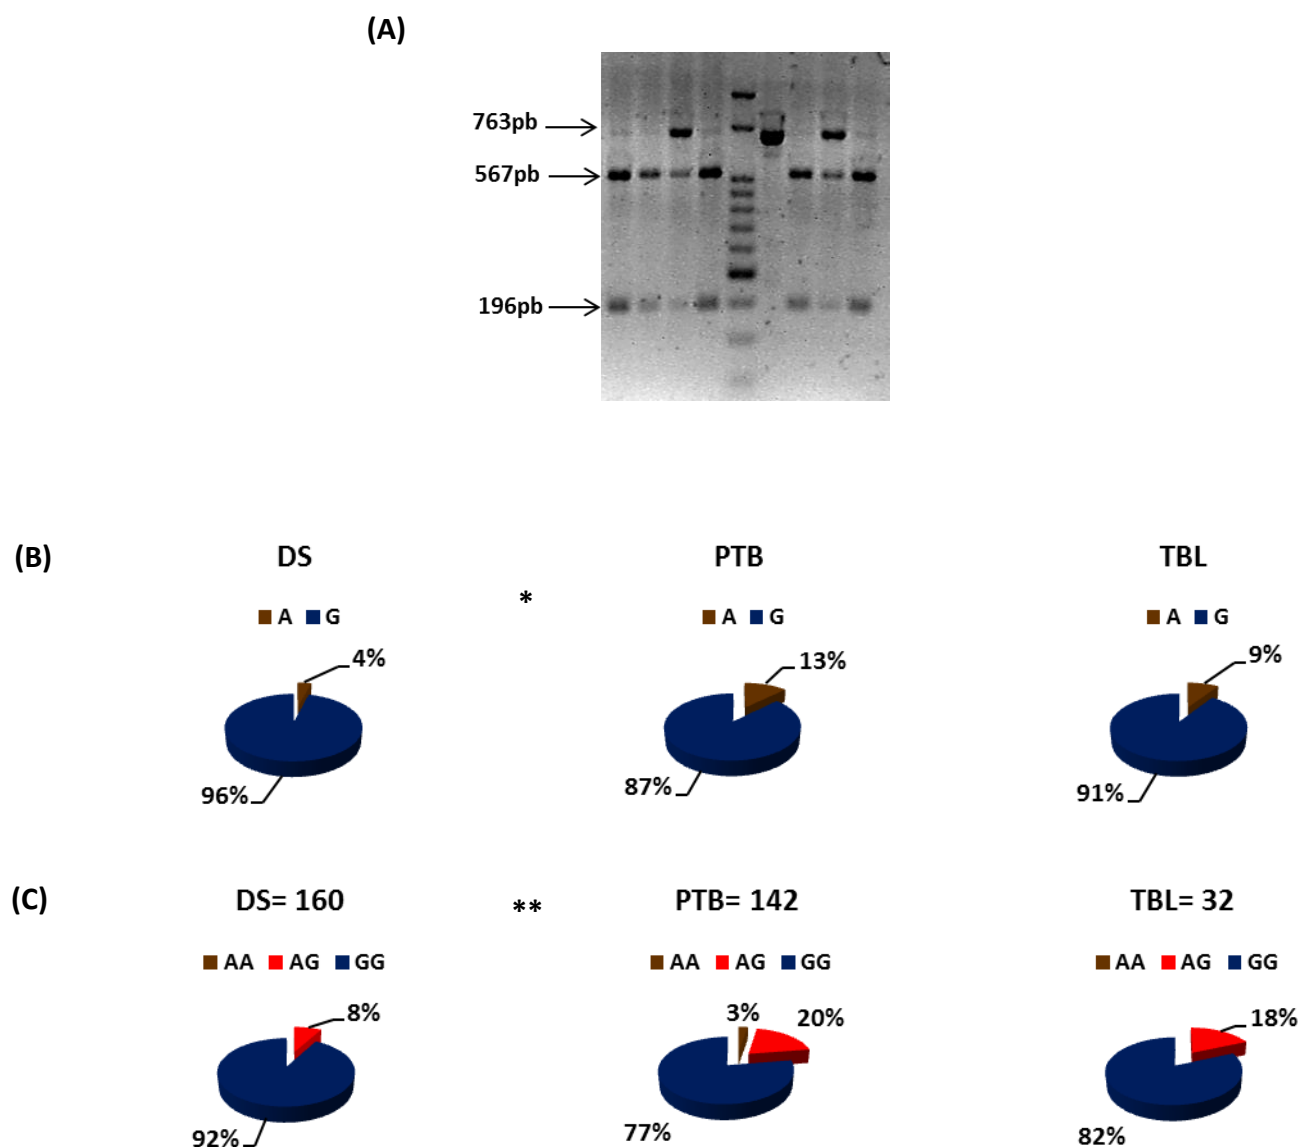 (A)
763pb
567pb
196pb
(B)
DS
PTB
TBL
*
A G
A G
A G
4%
13%
9%
96%
87%
91%
(C)
DS= 160
**
PTB= 142
TBL= 32
AA AG GG
AA AG GG
AA AG GG
8%
3%
20%
18%
92%
77%
82%